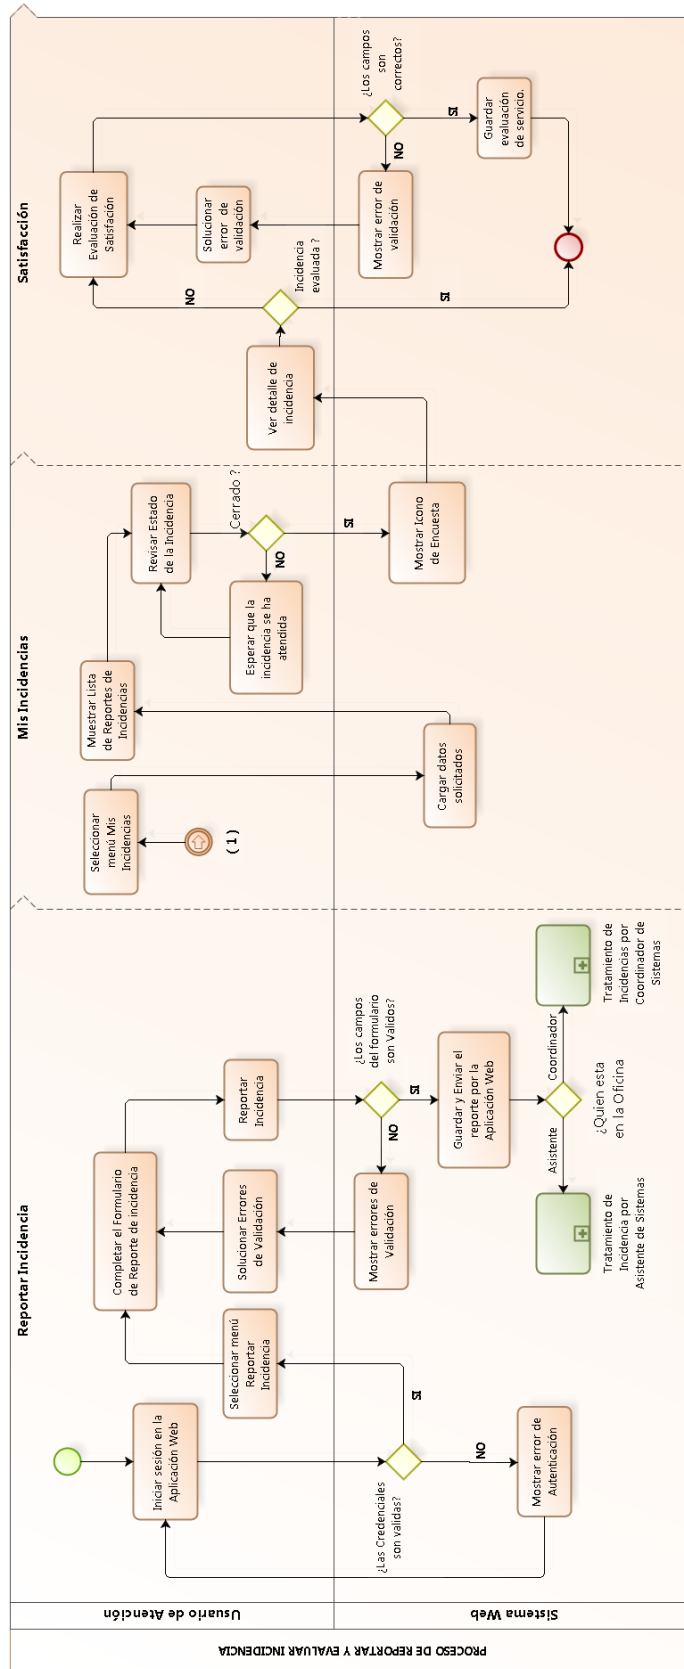 PROCESO DE REPORTAR Y EVALUAR INCIDENCIA
Usuario de Atención
Sistema Web
Reportar Incidencia
Iniciar sesión en la
Aplicación Web
¿Las Credenciales
son validas?
NO
Mostrar error de
Autenticación
SI
Seleccionar menú
Reportar
Incidencia
Completar el Formulario
de Reporte de incidencia
Solucionar Errores
de Validación
Mostrar errores de
Validación
Reportar
Incidencia
¿Los campos
del formulario
son Validos?
NO
SI
Guardar y Enviar el
reporte por la
Aplicación Web
Asistente
Coordinador
¿Quien esta
en la Oficina
Tratamiento de
Incidencia por
Asistente de Sistemas
Tratamiento de
Incidencias por
Coordinador de
Sistemas
Mis Incidencias
Seleccionar
menú Mis
Incidencias
( 1 )
Cargar datos
solicitados
Muestrar Lista
de Reportes de
Incidencias
Revisar Estado
de la Incidencia
Cerrado ?
NO
Esperar que la
incidencia se ha
atendida
SI
Mostrar Icono
de Encuesta
Satisfacción
Ver detalle de
incidencia
Incidencia
evaluada ?
NO
SI
Realizar
Evaluación de
Satisfación
Solucionar
error de
validación
Mostrar error de
validación
¿Los campos
son
correctos?
NO
SI
Guardar
evaluación
de servicio.